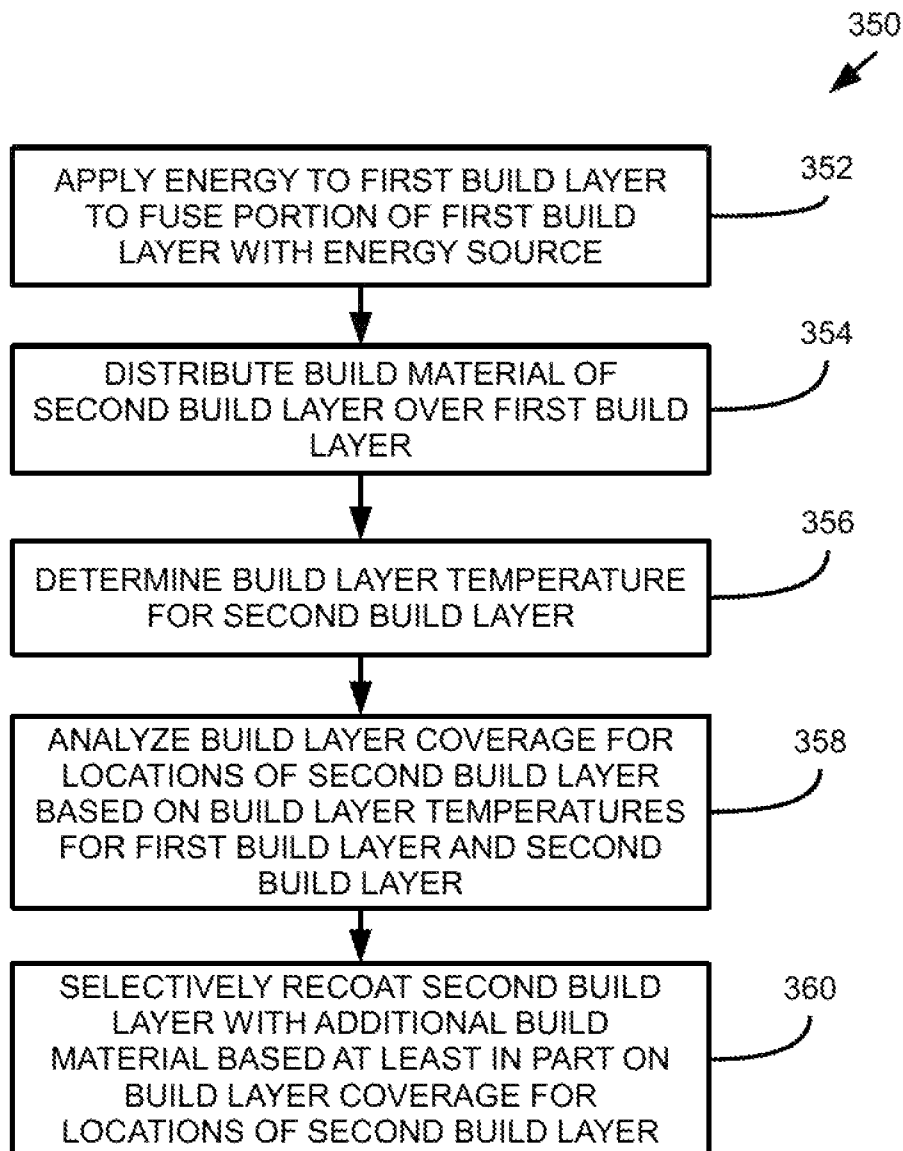 350
APPLY ENERGY TO FIRST BUILD LAYER
TO FUSE PORTION OF FIRST BUILD
LAYER WITH ENERGY SOURCE
352
DISTRIBUTE BUILD MATERIAL OF
SECOND BUILD LAYER OVER FIRST BUILD
LAYER
354
DETERMINE BUILD LAYER TEMPERATURE
FOR SECOND BUILD LAYER
356
ANALYZE BUILD LAYER COVERAGE FOR
LOCATIONS OF SECOND BUILD LAYER
BASED ON BUILD LAYER TEMPERATURES
FOR FIRST BUILD LAYER AND SECOND
BUILD LAYER
358
SELECTIVELY RECOAT SECOND BUILD
LAYER WITH ADDITIONAL BUILD
MATERIAL BASED AT LEAST IN PART ON
BUILD LAYER COVERAGE FOR
LOCATIONS OF SECOND BUILD LAYER
360